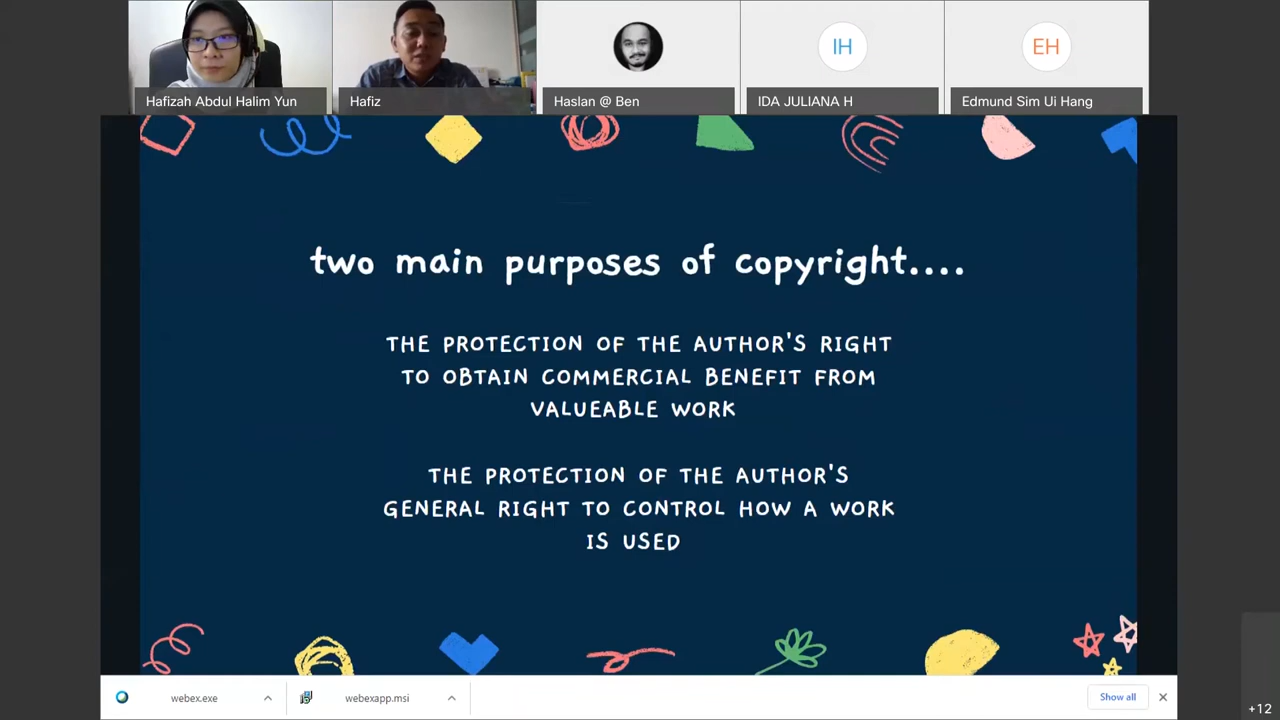 Hafizah Abdul Halim Yun
Hafiz
Haslan @ Ben
IH
IDA JULIANA H
EH
Edmund Sim Ui Hang
two main purposes of copyright....
THE PROTECTION OF THE AUTHOR'S RIGHT
TO OBTAIN COMMERCIAL BENEFIT FROM
VALUEABLE WORK
THE PROTECTION OF THE AUTHOR'S
GENERAL RIGHT TO CONTROL HOW A WORK
IS USED
webex.exe
webexapp.msi
Show all
+12